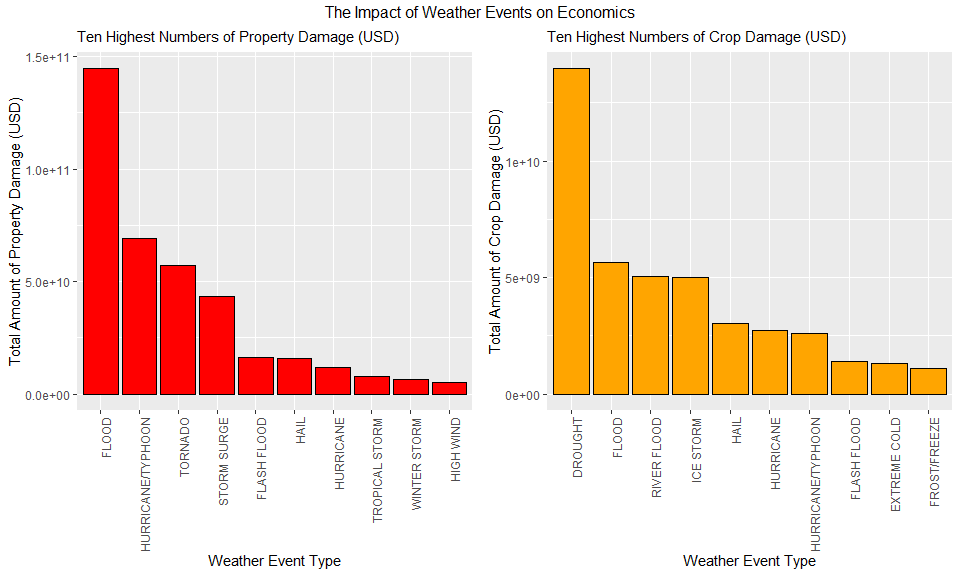 The Impact of Weather Events on Economics
Ten Highest Numbers of Property Damage (USD)
Total Amount of Property Damage (USD)
1.5e+11
1.0e+11
5.0e+10
0.0e+00
FLOOD
HURRICANE/TYPHOON
TORNADO
STORM SURGE
FLASH FLOOD
HAIL
HURRICANE
TROPICAL STORM
WINTER STORM
HIGH WIND
Weather Event Type
Ten Highest Numbers of Crop Damage (USD)
Total Amount of Crop Damage (USD)
1e+10
5e+09
0e+00
DROUGHT
FLOOD
RIVER FLOOD
ICE STORM
HAIL
HURRICANE
HURRICANE/TYPHOON
FLASH FLOOD
EXTREME COLD
FROST/FREEZE
Weather Event Type